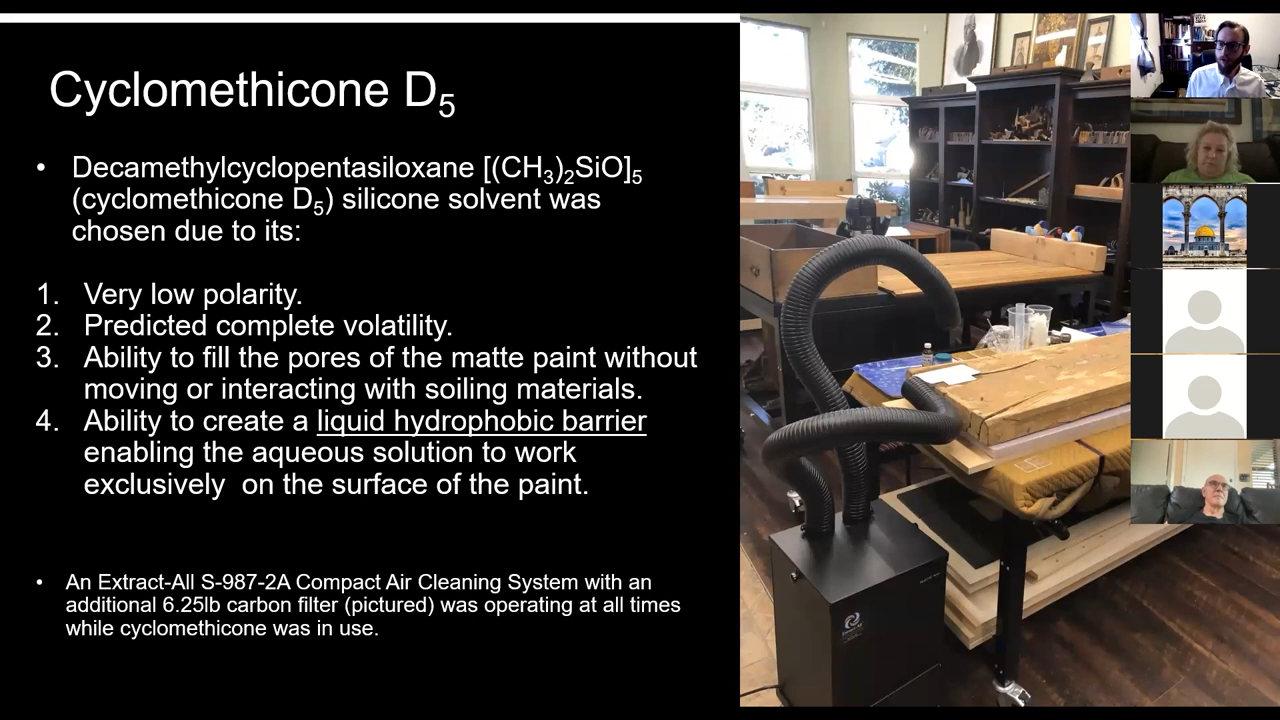 Cyclomethicone D₅
• Decamethylcyclopentasiloxane [(CH₃)₂SiO]₅
(cyclomethicone D₅) silicone solvent was
chosen due to its:
1. Very low polarity.
2. Predicted complete volatility.
3. Ability to fill the pores of the matte paint without
moving or interacting with soiling materials.
4. Ability to create a liquid hydrophobic barrier
enabling the aqueous solution to work
exclusively on the surface of the paint.
• An Extract-All S-987-2A Compact Air Cleaning System with an
additional 6.25lb carbon filter (pictured) was operating at all times
while cyclomethicone was in use.